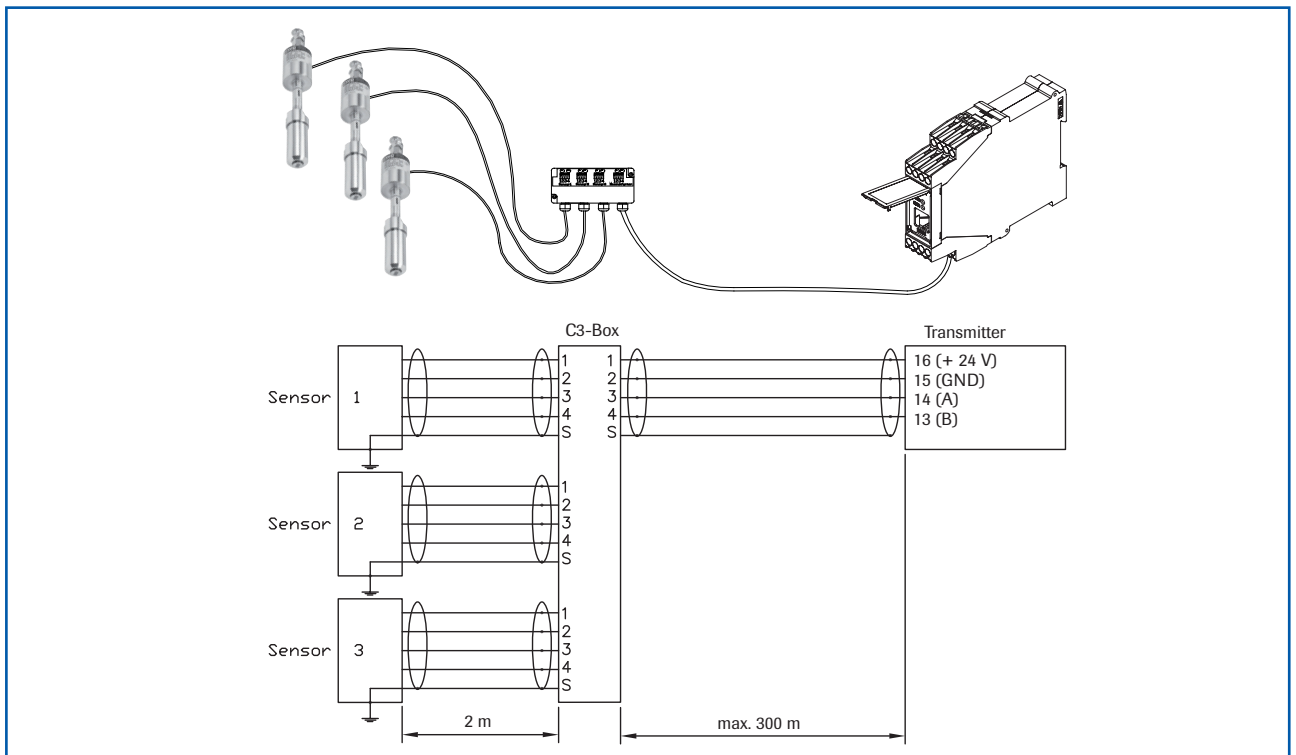 C3-Box
Transmitter
Sensor 1
1
2
3
4
S
1
2
3
4
S
16 (+ 24 V)
15 (GND)
14 (A)
13 (B)
Sensor 2
1
2
3
4
S
Sensor 3
1
2
3
4
S
2 m
max. 300 m